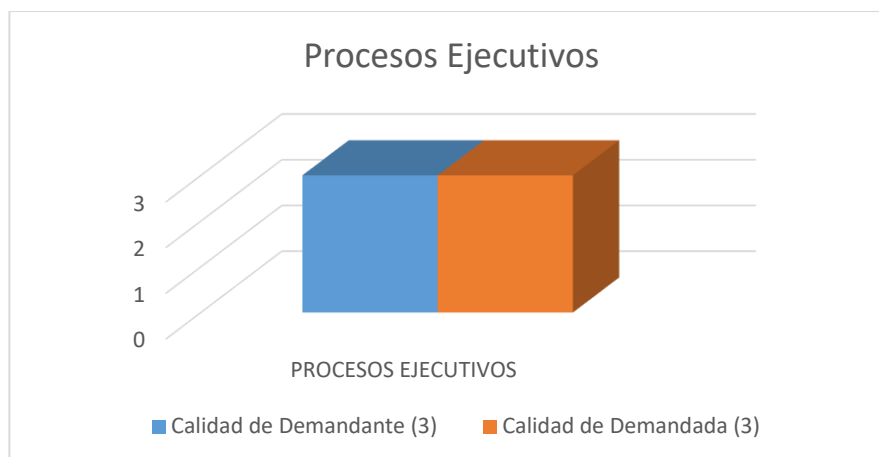 Procesos Ejecutivos
3
2
1
0
PROCESOS EJECUTIVOS
Calidad de Demandante (3) Calidad de Demandada (3)